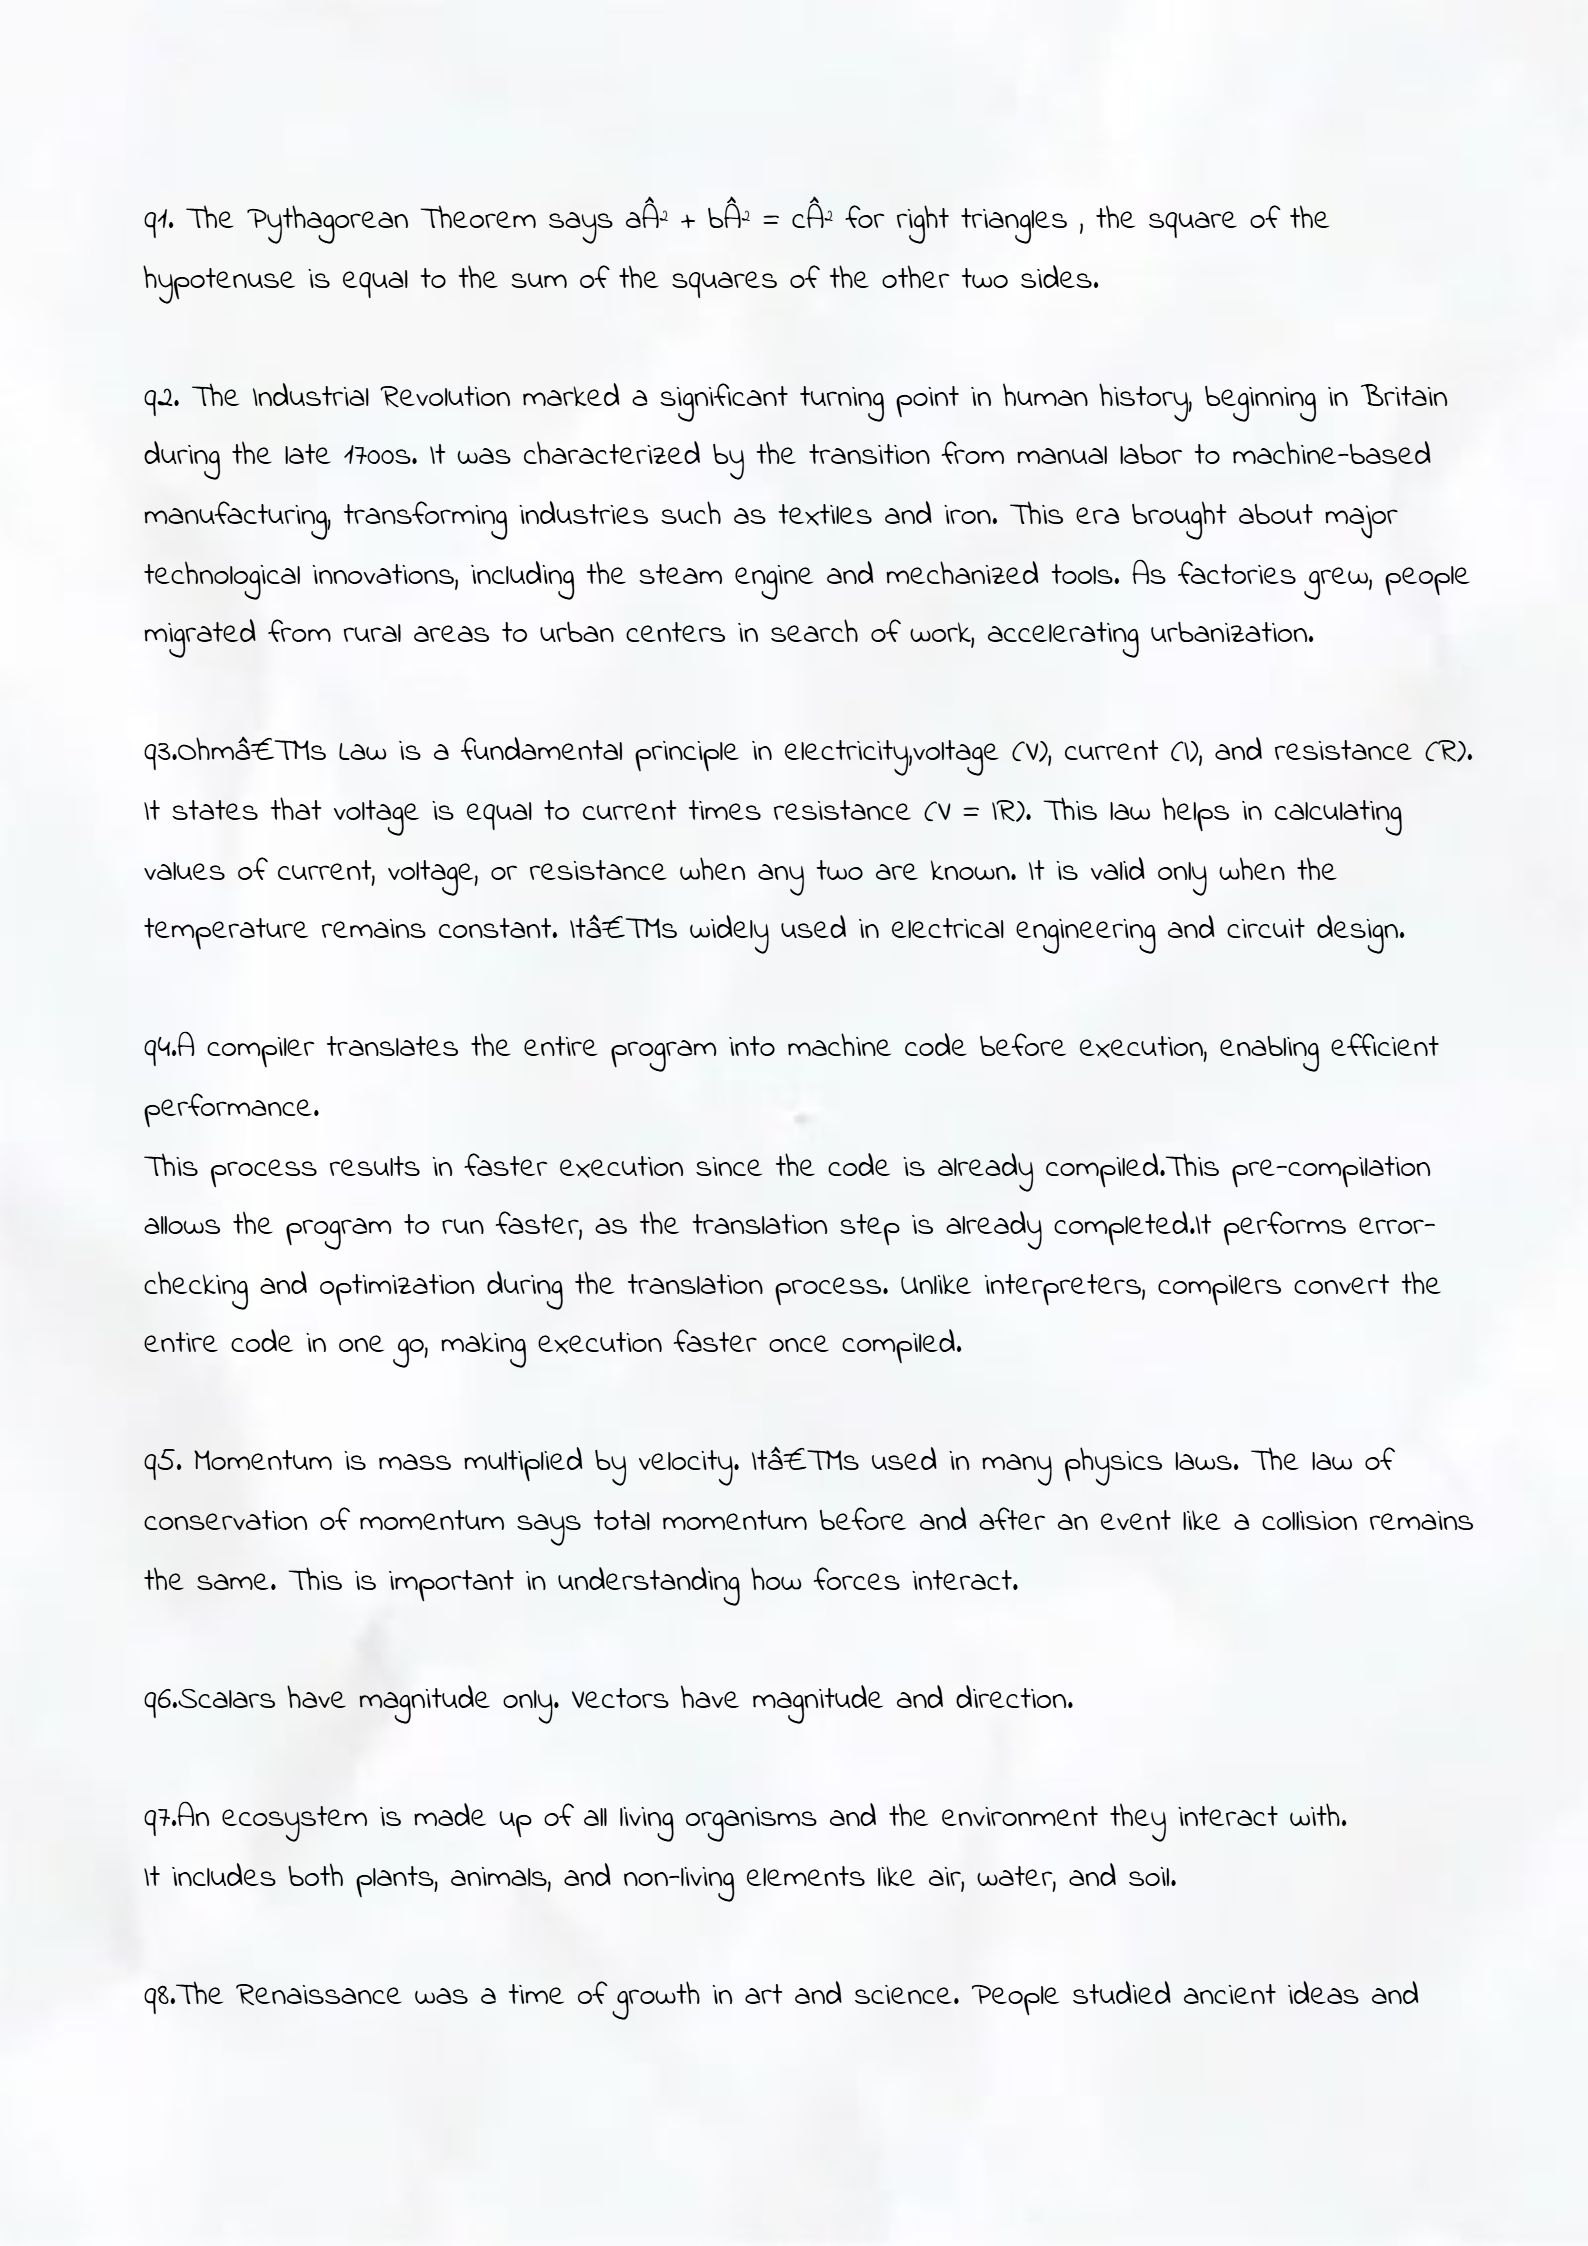 q1. The Pythagorean Theorem says aÂ² + bÂ² = cÂ² for right triangles , the square of the
hypotenuse is equal to the sum of the squares of the other two sides.
q2. The Industrial Revolution marked a significant turning point in human history, beginning in Britain
during the late 1700s. It was characterized by the transition from manual labor to machine-based
manufacturing, transforming industries such as textiles and iron. This era brought about major
technological innovations, including the steam engine and mechanized tools. As factories grew, people
migrated from rural areas to urban centers in search of work, accelerating urbanization.
q3.Ohmâ€TMs Law is a fundamental principle in electricity,voltage (V), current (I), and resistance (R).
It states that voltage is equal to current times resistance (V = IR). This law helps in calculating
values of current, voltage, or resistance when any two are known. It is valid only when the
temperature remains constant. Itâ€TMs widely used in electrical engineering and circuit design.
q4.A compiler translates the entire program into machine code before execution, enabling efficient
performance.
This process results in faster execution since the code is already compiled.This pre-compilation
allows the program to run faster, as the translation step is already completed.It performs error-
checking and optimization during the translation process. Unlike interpreters, compilers convert the
entire code in one go, making execution faster once compiled.
q5. Momentum is mass multiplied by velocity. Itâ€TMs used in many physics laws. The law of
conservation of momentum says total momentum before and after an event like a collision remains
the same. This is important in understanding how forces interact.
q6.Scalars have magnitude only. Vectors have magnitude and direction.
q7.An ecosystem is made up of all living organisms and the environment they interact with.
It includes both plants, animals, and non-living elements like air, water, and soil.
q8.The Renaissance was a time of growth in art and science. People studied ancient ideas and